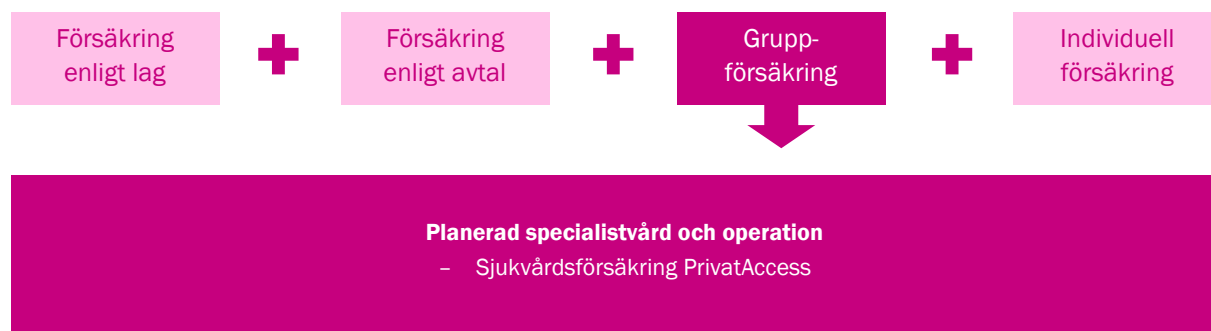 Försäkring
enligt lag
Försäkring
enligt avtal
Grupp-
försäkring
Individuell
försäkring
Planerad specialistvård och operation
– Sjukvårdsförsäkring PrivatAccess